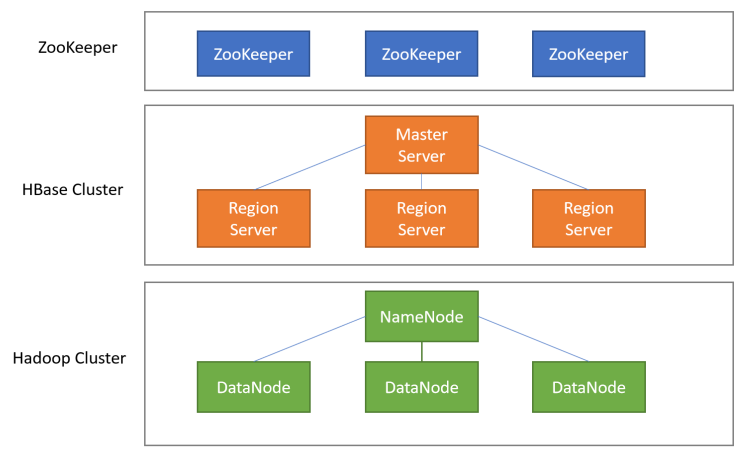 ZooKeeper
ZooKeeper
ZooKeeper
ZooKeeper
HBase Cluster
Master
Server
Region
Server
Region
Server
Region
Server
Hadoop Cluster
NameNode
DataNode
DataNode
DataNode